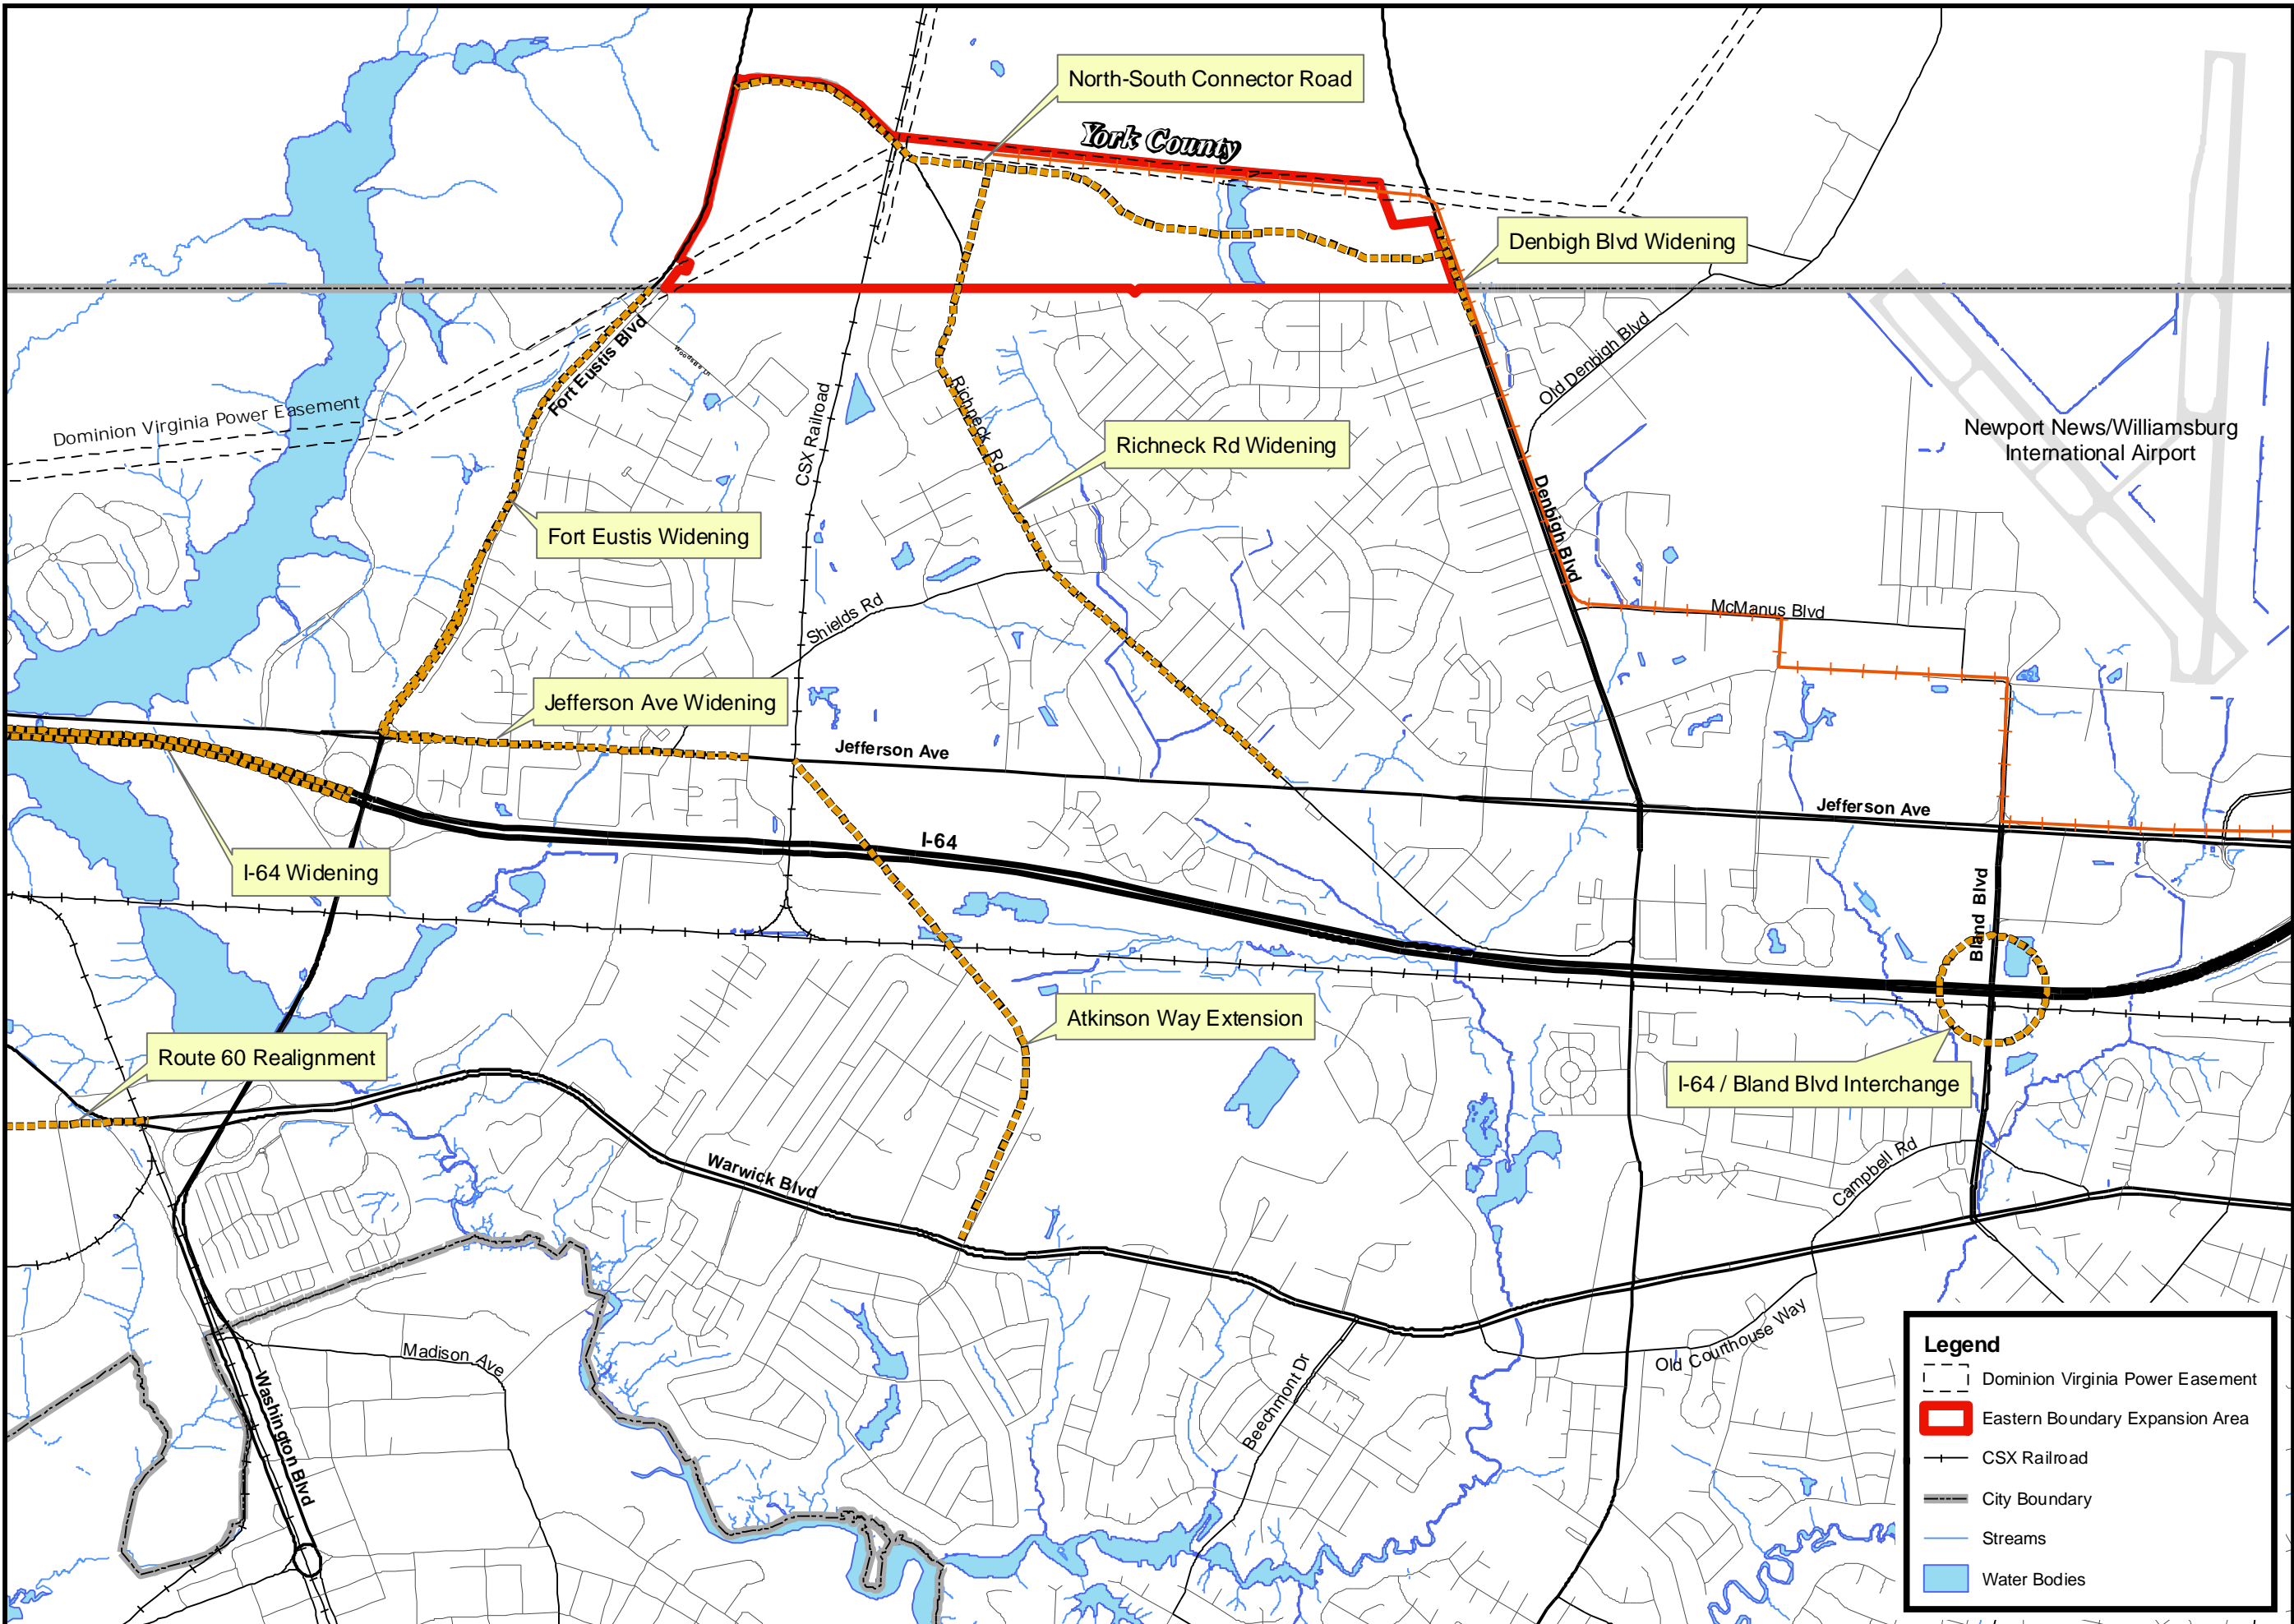 North-South Connector Road
York County
Denbigh Blvd Widening
Fort Eustis Blvd
Woodside Ln
Old Denbigh Blvd
Dominion Virginia Power Easement
CSX Railroad
Richneck Rd
Newport News/Williamsburg
International Airport
Richneck Rd Widening
Denbigh Blvd
Fort Eustis Widening
Shields Rd
McManus Blvd
Jefferson Ave Widening
Jefferson Ave
Jefferson Ave
I-64
I-64 Widening
Bland Blvd
Atkinson Way Extension
Route 60 Realignment
I-64 / Bland Blvd Interchange
Warwick Blvd
Campbell Rd
Madison Ave
Washington Blvd
Beechmont Dr
Old Courthouse Way
Legend
Dominion Virginia Power Easement
Eastern Boundary Expansion Area
CSX Railroad
City Boundary
Streams
Water Bodies